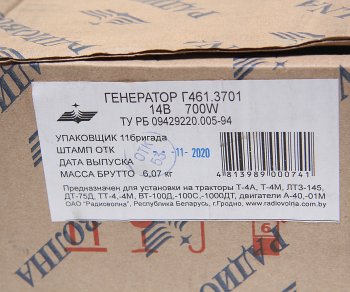 ГЕНЕРАТОР Г461.3701
14В 700W
ТУ РБ 09429220.005-94
УПАКОВЩИК 11бригада
ШТАМП ОТК
ДАТА ВЫПУСКА
-11-2020
МАССА БРУТТО 6,07 кг
4813989000741
Предназначен для установки на тракторы Т-4А, Т-4М, ЛТЗ-145,
ДТ-75Д, ТТ-4,-4М, ВТ-100Д,-100С,-1000ДТ, двигатели А-40,-01М
ОАО "Радиоволна", Республика Беларусь, г.Гродно, www.radiovolna.com.by
РАДИОВОЛНА